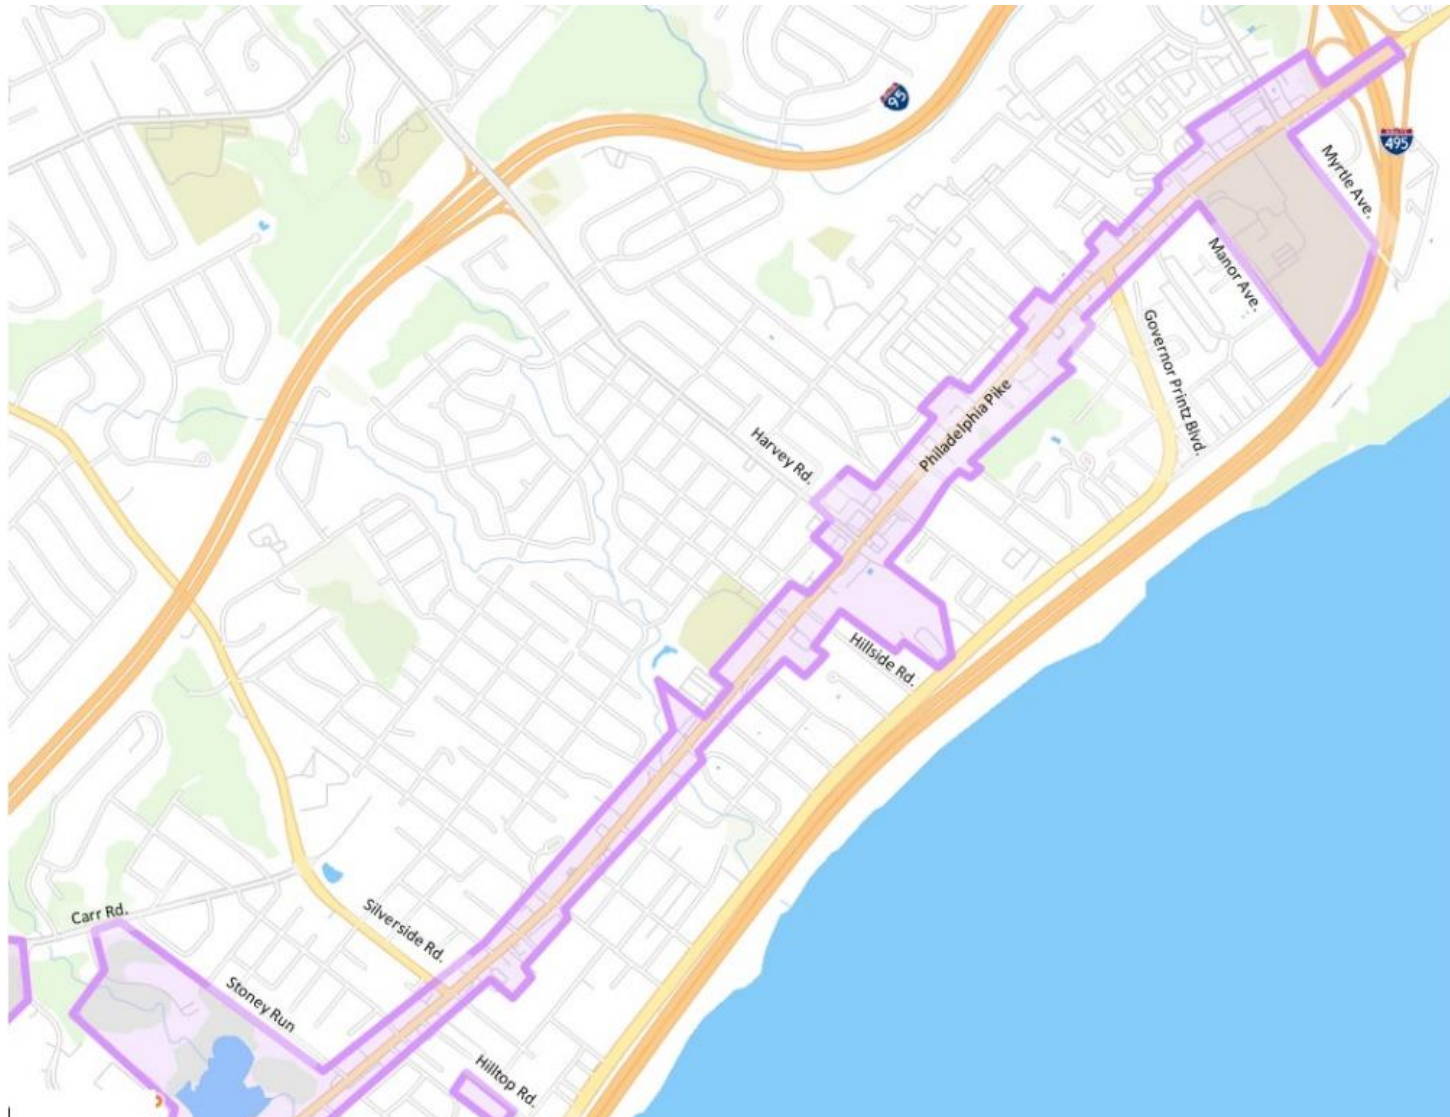 95
495
Myrtle Ave.
Manor Ave.
Governor Printz Blvd.
Philadelphia Pike
Harvey Rd.
Hillside Rd.
Carr Rd.
Silverside Rd.
Stoney Run
Hilltop Rd.